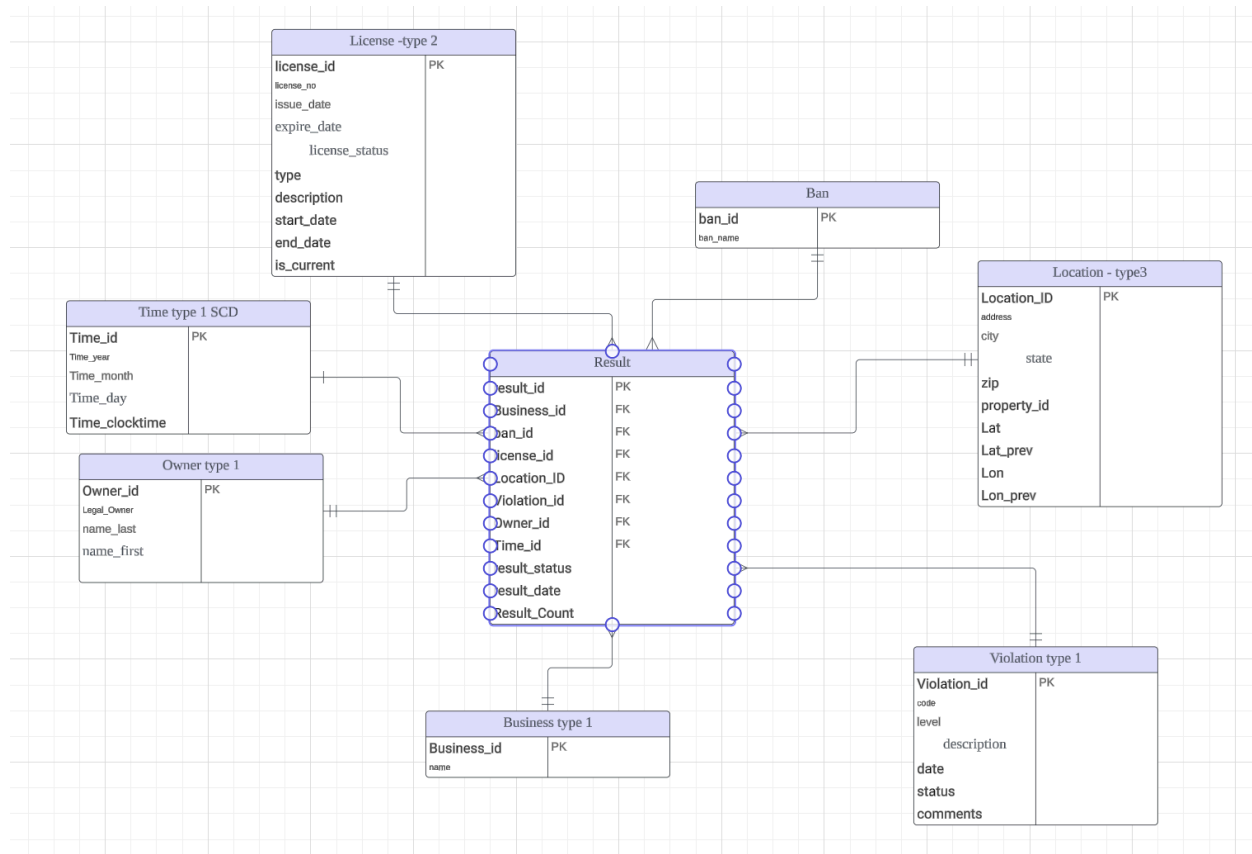 License -type 2
license_id PK
license_no
issue_date
expire_date
license_status
type
description
start_date
end_date
is_current
Ban
ban_id PK
ban_name
Location - type3
Location_ID PK
address
city
state
zip
property_id
Lat
Lat_prev
Lon
Lon_prev
Time type 1 SCD
Time_id PK
Time_year
Time_month
Time_day
Time_clocktime
Owner type 1
Owner_id PK
Legal_Owner
name_last
name_first
Result
result_id PK
Business_id FK
ban_id FK
license_id FK
Location_ID FK
Violation_id FK
Owner_id FK
Time_id FK
result_status
result_date
Result_Count
Business type 1
Business_id PK
name
Violation type 1
Violation_id PK
code
level
description
date
status
comments